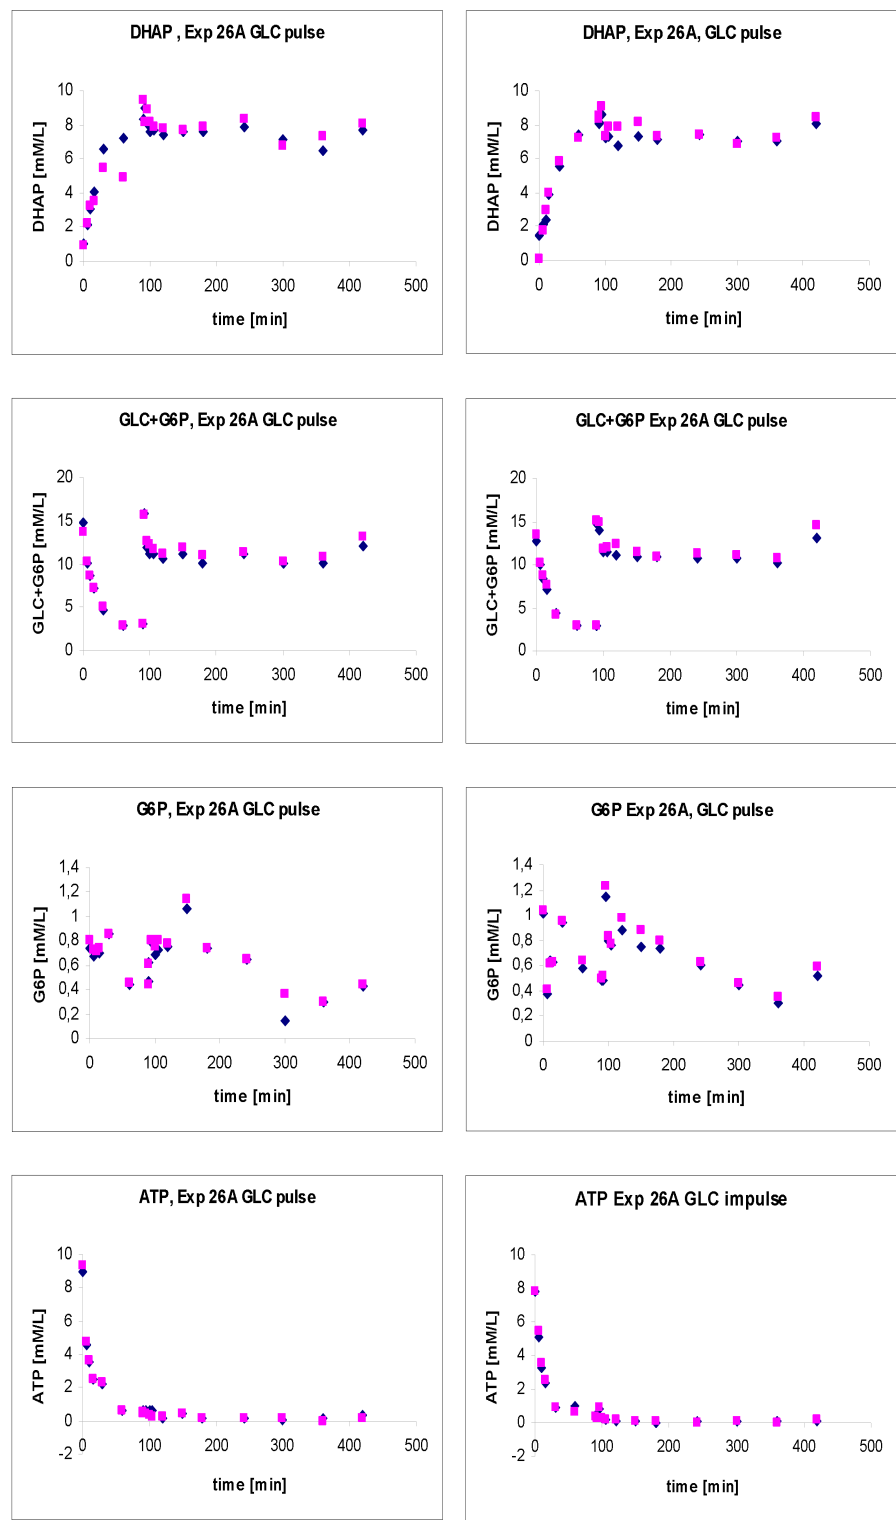 DHAP , Exp 26A GLC pulse
DHAP [mM/L]
10
8
6
4
2
0
0 100 200 300 400 500
time [min]
DHAP, Exp 26A, GLC pulse
DHAP [mM/L]
10
8
6
4
2
0
0 100 200 300 400 500
time [min]
GLC+G6P, Exp 26A GLC pulse
GLC+G6P [mM/L]
20
15
10
5
0
0 100 200 300 400 500
time [min]
GLC+G6P Exp 26A GLC pulse
GLC+G6P [mM/L]
20
15
10
5
0
0 100 200 300 400 500
time [min]
G6P, Exp 26A GLC pulse
G6P [mM/L]
1,4
1,2
1
0,8
0,6
0,4
0,2
0
0 100 200 300 400 500
time [min]
G6P Exp 26A, GLC pulse
G6P [mM/L]
1,4
1,2
1
0,8
0,6
0,4
0,2
0
0 100 200 300 400 500
time [min]
ATP, Exp 26A GLC pulse
ATP [mM/L]
10
8
6
4
2
0
-2
0 100 200 300 400 500
time [min]
ATP Exp 26A GLC impulse
ATP [mM/L]
10
8
6
4
2
0
-2
0 100 200 300 400 500
time [min]